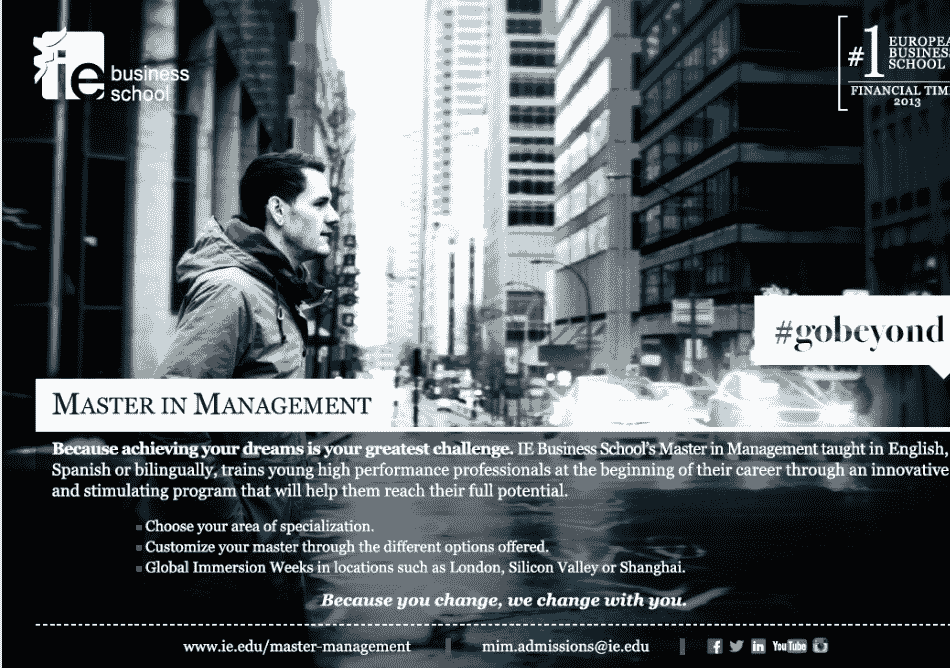 ie business
school
#1 EUROPEA
BUSINESS
SCHOOL
FINANCIAL TIM
2013
#gobeyond
MASTER IN MANAGEMENT
Because achieving your dreams is your greatest challenge. IE Business School's Master in Management taught in English,
Spanish or bilingually, trains young high performance professionals at the beginning of their career through an innovative
and stimulating program that will help them reach their full potential.
Choose your area of specialization.
Customize your master through the different options offered.
Global Immersion Weeks in locations such as London, Silicon Valley or Shanghai.
Because you change, we change with you.
www.ie.edu/master-management mim.admissions@ie.edu f in YouTube